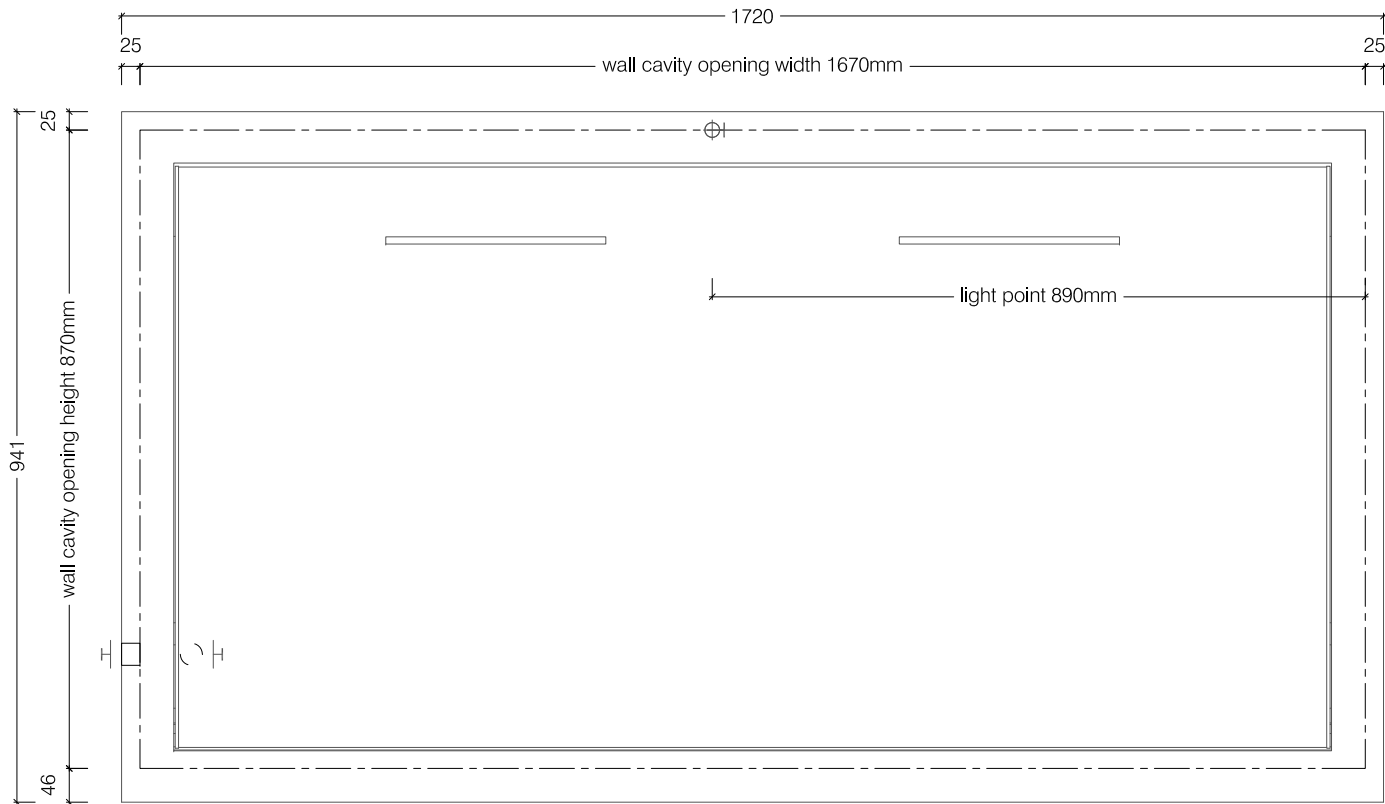 1720
25
25
wall cavity opening width 1670mm
25
light point 890mm
wall cavity opening height 870mm
941
46